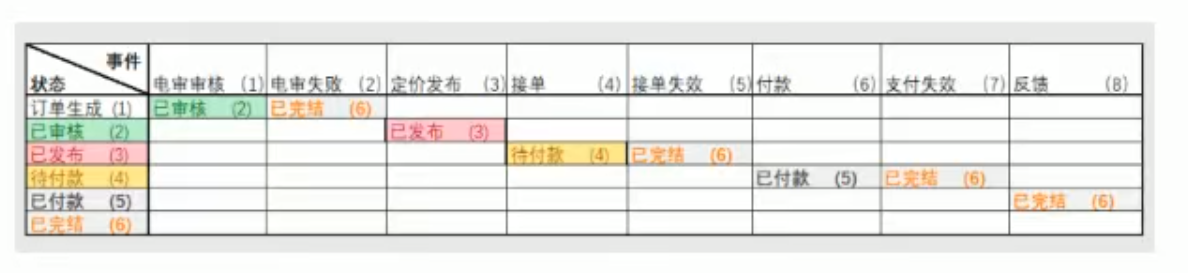 事件
状态 电审审核 (1) 电审失败 (2) 定价发布 (3) 接单 (4) 接单失效 (5) 付款 (6) 支付失效 (7) 反馈 (8)
订单生成 (1) 已审核 (2) 已完结 (6)
已审核 (2) 已发布 (3)
已发布 (3) 待付款 (4) 已完结 (6)
待付款 (4) 已付款 (5) 已完结 (6)
已付款 (5) 已完结 (6)
已完结 (6)